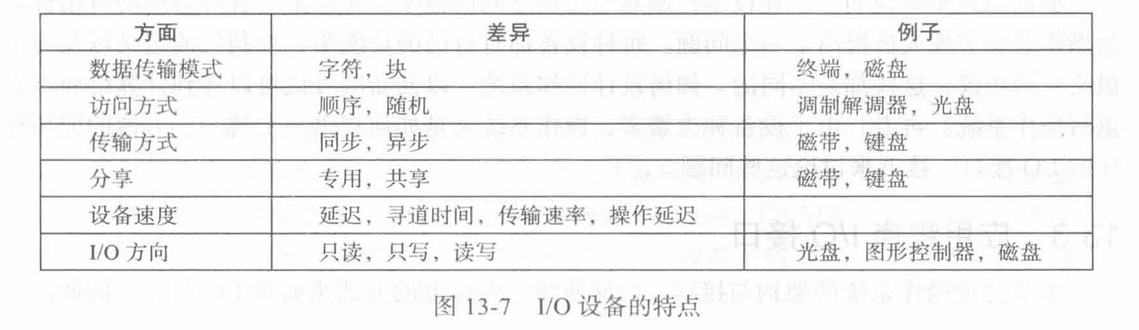 方面 差异 例子
数据传输模式 字符，块 终端，磁盘
访问方式 顺序，随机 调制解调器，光盘
传输方式 同步，异步 磁带，键盘
分享 专用，共享 磁带，键盘
设备速度 延迟，寻道时间，传输速率，操作延迟
I/O 方向 只读，只写，读写 光盘，图形控制器，磁盘
图 13-7 I/O 设备的特点